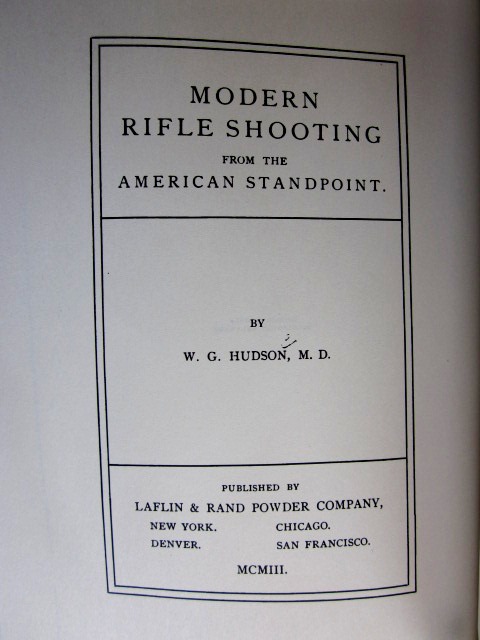 MODERN
RIFLE SHOOTING
FROM THE
AMERICAN STANDPOINT.
BY
W. G. HUDSON, M. D.
PUBLISHED BY
LAFLIN & RAND POWDER COMPANY,
NEW YORK. CHICAGO.
DENVER. SAN FRANCISCO.
MCMIII.